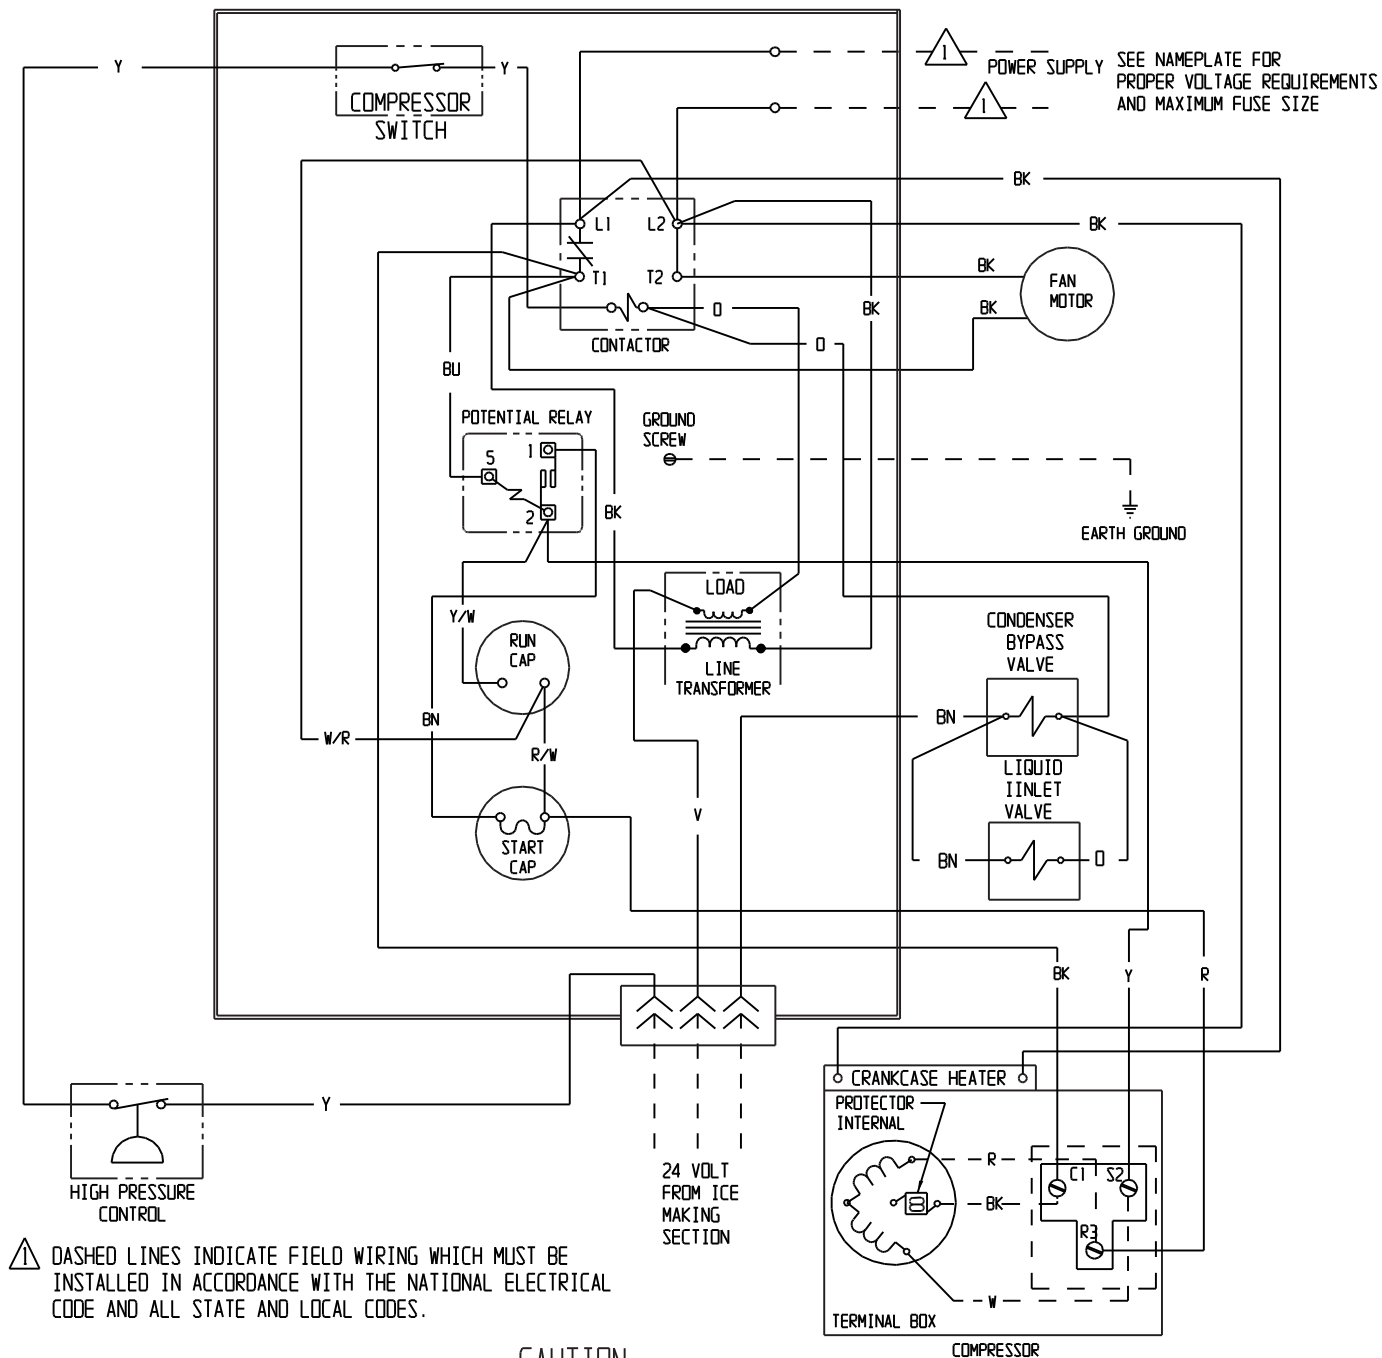 Y
COMPRESSOR
SWITCH
Y
1
POWER SUPPLY
1
SEE NAMEPLATE FOR
PROPER VOLTAGE REQUIREMENTS
AND MAXIMUM FUSE SIZE
BK
L1
L2
BK
T1
T2
BK
FAN
MOTOR
BK
O
BK
CONTACTOR
O
BU
POTENTIAL RELAY
GROUND
SCREW
1
5
2
BK
EARTH GROUND
LOAD
LINE
TRANSFORMER
Y/W
RUN
CAP
CONDENSER
BYPASS
VALVE
BN
BN
W/R
R/W
LIQUID
IINLET
VALVE
V
START
CAP
BN
O
BK
Y
R
CRANKCASE HEATER
PROTECTOR
INTERNAL
Y
R
C1
S2
BK
R3
W
TERMINAL BOX
COMPRESSOR
24 VOLT
FROM ICE
MAKING
SECTION
HIGH PRESSURE
CONTROL
1
DASHED LINES INDICATE FIELD WIRING WHICH MUST BE
INSTALLED IN ACCORDANCE WITH THE NATIONAL ELECTRICAL
CODE AND ALL STATE AND LOCAL CODES.
CAUTION